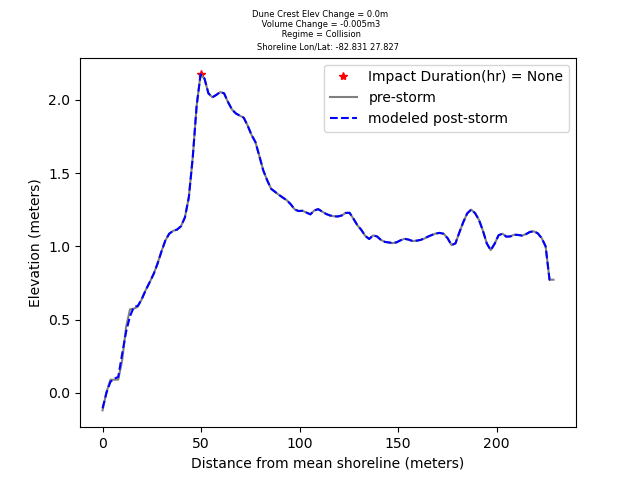 Dune Crest Elev Change = 0.0m
Volume Change = -0.005m3
Regime = Collision
Shoreline Lon/Lat: -82.831 27.827
Impact Duration(hr) = None
pre-storm
modeled post-storm
2.0
1.5
1.0
0.5
0.0
Elevation (meters)
0 50 100 150 200
Distance from mean shoreline (meters)